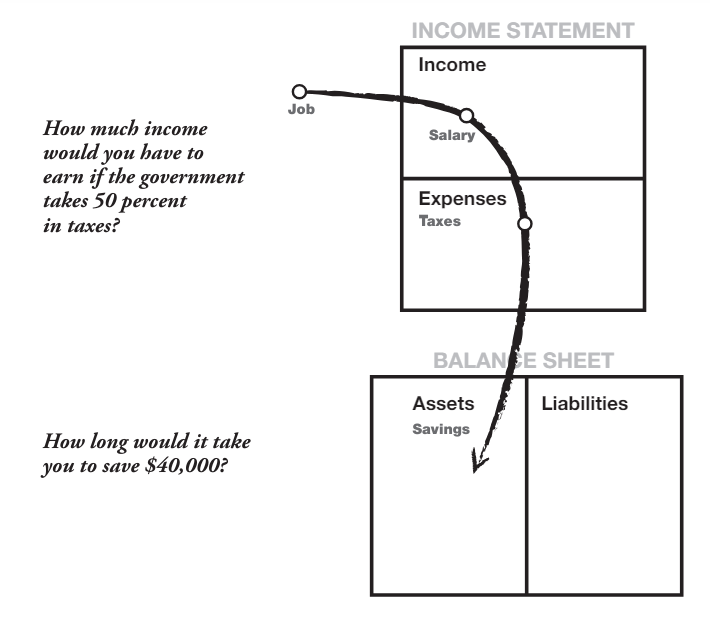 INCOME STATEMENT
Income
Job
Salary
How much income
would you have to
earn if the government
takes 50 percent
in taxes?
Expenses
Taxes
BALANCE SHEET
Assets
Liabilities
Savings
How long would it take
you to save $40,000?